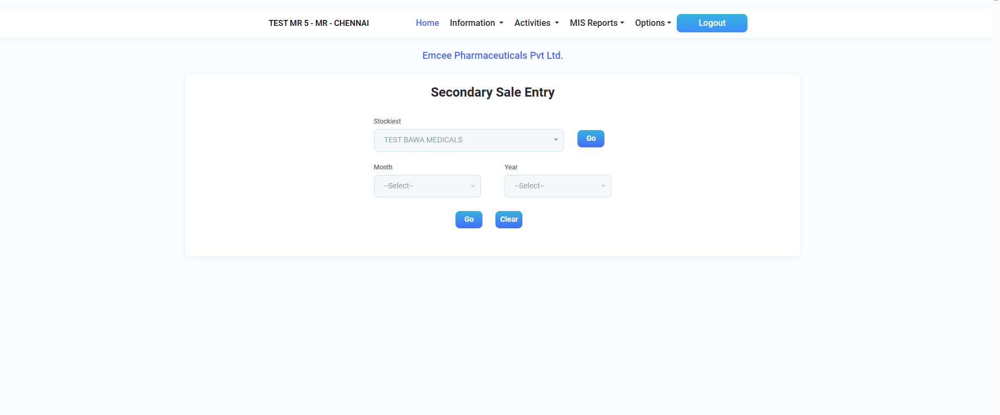 TEST MR 5 - MR - CHENNAI Home Information Activities MIS Reports Options Logout
Emcee Pharmaceuticals Pvt Ltd.
Secondary Sale Entry
Stockiest
TEST BAWA MEDICALS Go
Month Year
--Select-- --Select--
Go Clear